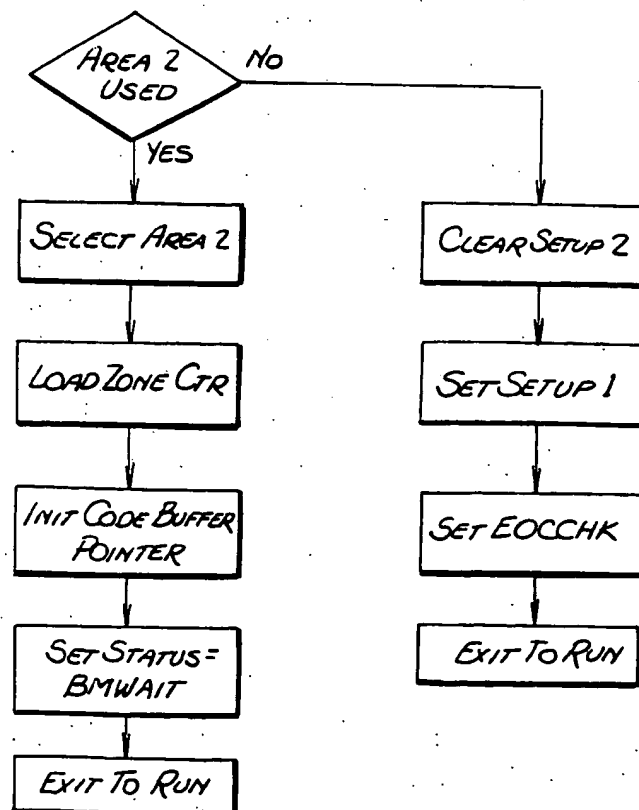 AREA 2
USED
NO
YES
SELECT AREA 2
CLEAR SETUP 2
LOAD ZONE CTR
SET SETUP 1
INIT CODE BUFFER
POINTER
SET EOCCHK
SET STATUS=
BMWAIT
EXIT TO RUN
EXIT TO RUN